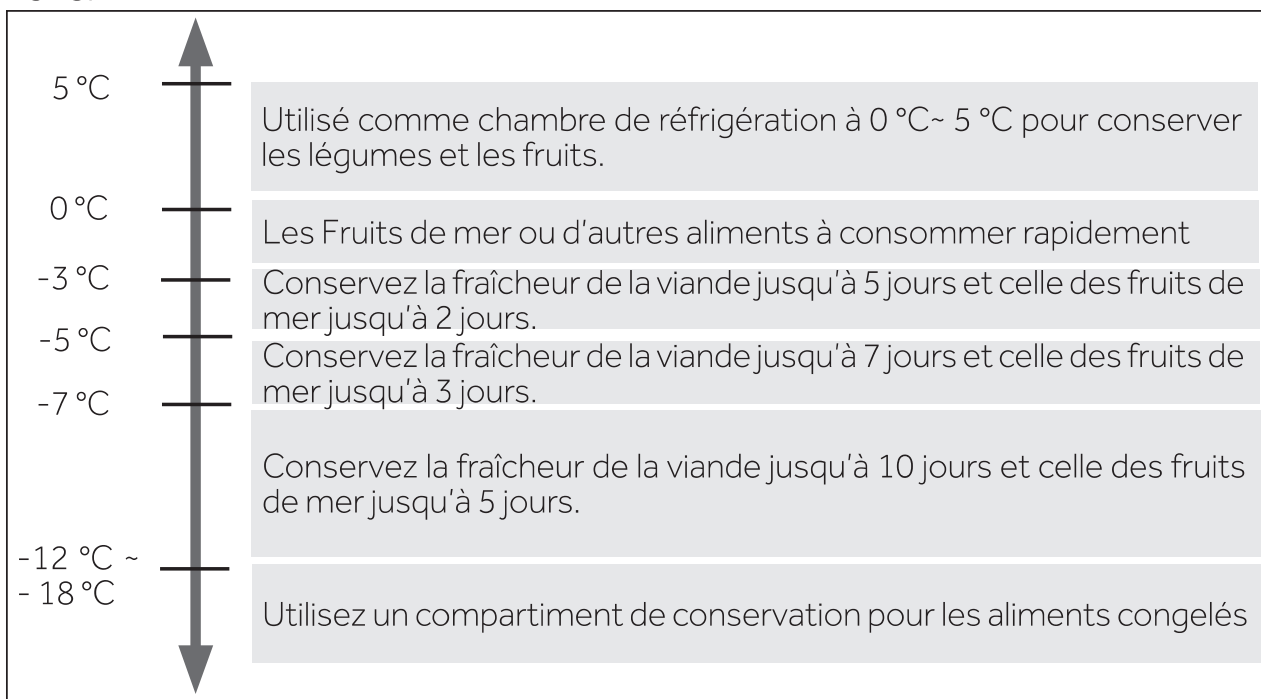 5 °C
Utilisé comme chambre de réfrigération à 0 °C~ 5 °C pour conserver
les légumes et les fruits.
0 °C
Les Fruits de mer ou d'autres aliments à consommer rapidement
-3 °C
Conservez la fraîcheur de la viande jusqu'à 5 jours et celle des fruits de
mer jusqu'à 2 jours.
-5 °C
Conservez la fraîcheur de la viande jusqu'à 7 jours et celle des fruits de
mer jusqu'à 3 jours.
-7 °C
Conservez la fraîcheur de la viande jusqu'à 10 jours et celle des fruits
de mer jusqu'à 5 jours.
-12 °C ~
- 18 °C
Utilisez un compartiment de conservation pour les aliments congelés